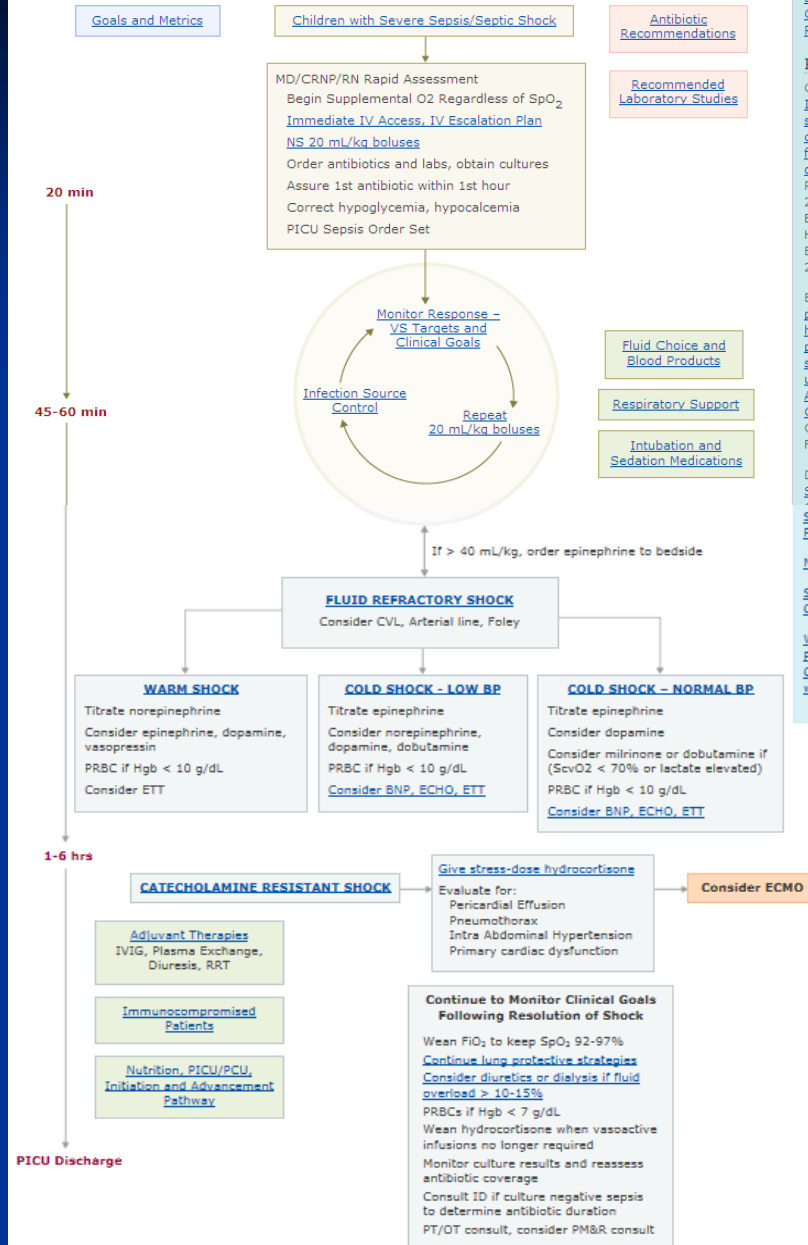 Goals and Metrics
Children with Severe Sepsis/Septic Shock
Antibiotic
Recommendations
Recommended
Laboratory Studies
MD/CRNP/RN Rapid Assessment
Begin Supplemental O2 Regardless of SpO₂
Immediate IV Access, IV Escalation Plan
NS 20 mL/kg boluses
Order antibiotics and labs, obtain cultures
Assure 1st antibiotic within 1st hour
Correct hypoglycemia, hypocalcemia
PICU Sepsis Order Set
20 min
Monitor Response –
VS Targets and
Clinical Goals
Infection Source
Control
Repeat
20 mL/kg boluses
Fluid Choice and
Blood Products
Respiratory Support
Intubation and
Sedation Medications
45-60 min
If > 40 mL/kg, order epinephrine to bedside
FLUID REFRACTORY SHOCK
Consider CVL, Arterial line, Foley
WARM SHOCK
Titrate norepinephrine
Consider epinephrine, dopamine,
vasopressin
PRBC if Hgb < 10 g/dL
Consider ETT
COLD SHOCK - LOW BP
Titrate epinephrine
Consider norepinephrine,
dopamine, dobutamine
PRBC if Hgb < 10 g/dL
Consider BNP, ECHO, ETT
COLD SHOCK – NORMAL BP
Titrate epinephrine
Consider dopamine
Consider milrinone or dobutamine if
(ScvO2 < 70% or lactate elevated)
PRBC if Hgb < 10 g/dL
Consider BNP, ECHO, ETT
1-6 hrs
CATECHOLAMINE RESISTANT SHOCK
Give stress-dose hydrocortisone
Evaluate for:
Pericardial Effusion
Pneumothorax
Intra Abdominal Hypertension
Primary cardiac dysfunction
Consider ECMO
Adjuvant Therapies
IVIG, Plasma Exchange,
Diuresis, RRT
Immunocompromised
Patients
Nutrition, PICU/PCU,
Initiation and Advancement
Pathway
Continue to Monitor Clinical Goals
Following Resolution of Shock
Wean FiO₂ to keep SpO₂ 92-97%
Continue lung protective strategies
Consider diuretics or dialysis if fluid
overload > 10-15%
PRBCs if Hgb < 7 g/dL
Wean hydrocortisone when vasoactive
infusions no longer required
Monitor culture results and reassess
antibiotic coverage
Consult ID if culture negative sepsis
to determine antibiotic duration
PT/OT consult, consider PM&R consult
PICU Discharge